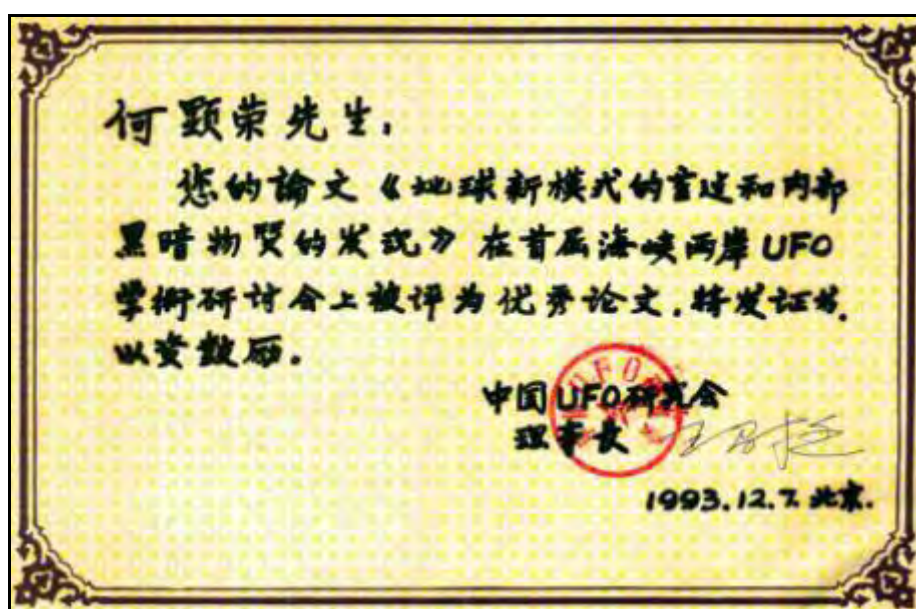 何颢荣先生：
您的论文《地球新模式的建立和内部
黑暗物质的发现》在首届海峡两岸UFO
学术研讨会上被评为优秀论文，特发证书，
以资鼓励。
中国UFO研究会
理事长
1993.12.7. 北京.